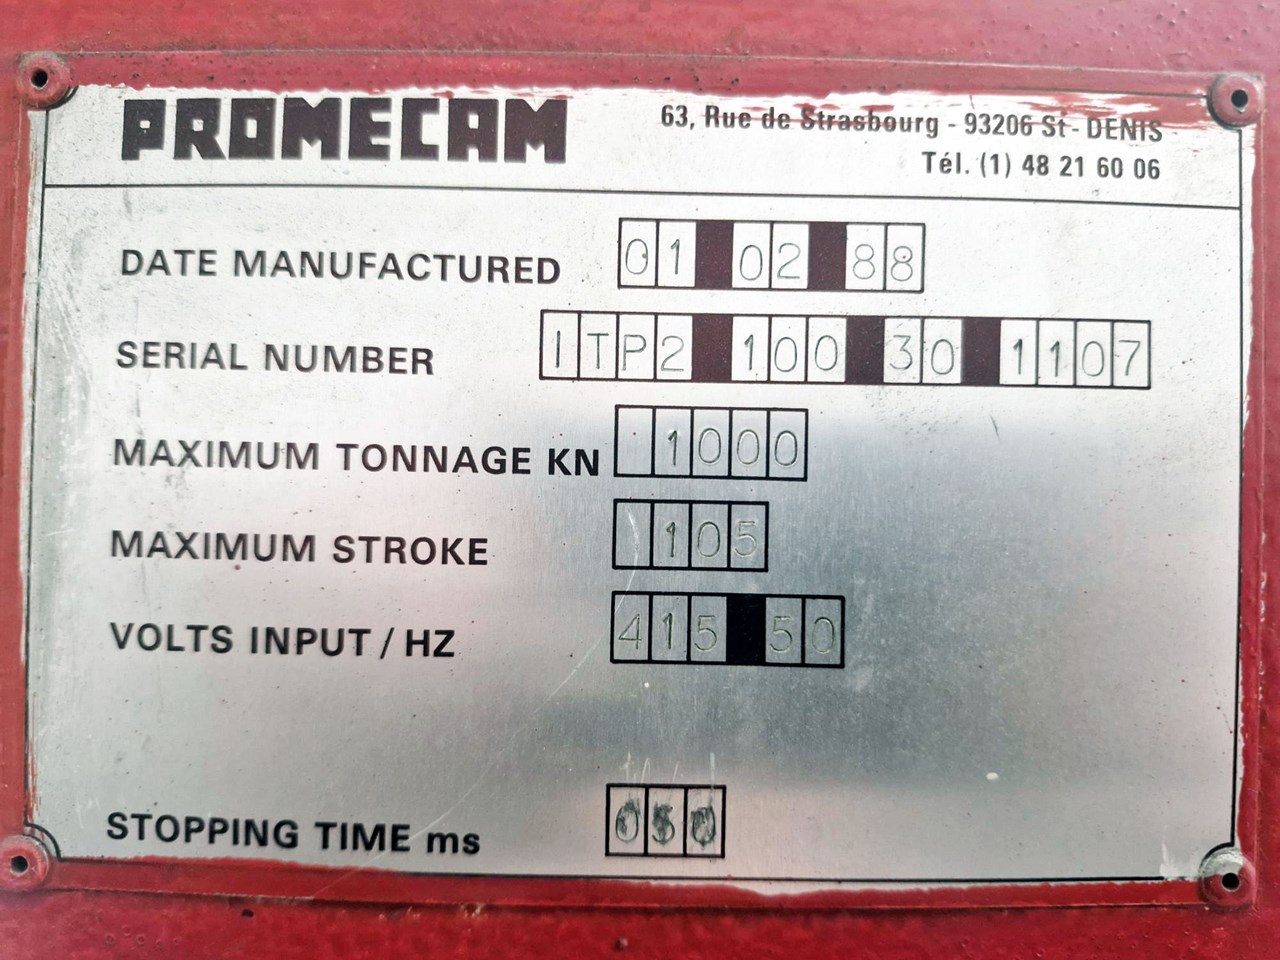 PROMECAM
63, Rue de Strasbourg - 93206 St - DENIS
Tél. (1) 48 21 60 06
DATE MANUFACTURED 01 02 88
SERIAL NUMBER ITP2 100 30 1107
MAXIMUM TONNAGE KN 1000
MAXIMUM STROKE 105
VOLTS INPUT / HZ 415 50
STOPPING TIME ms 050